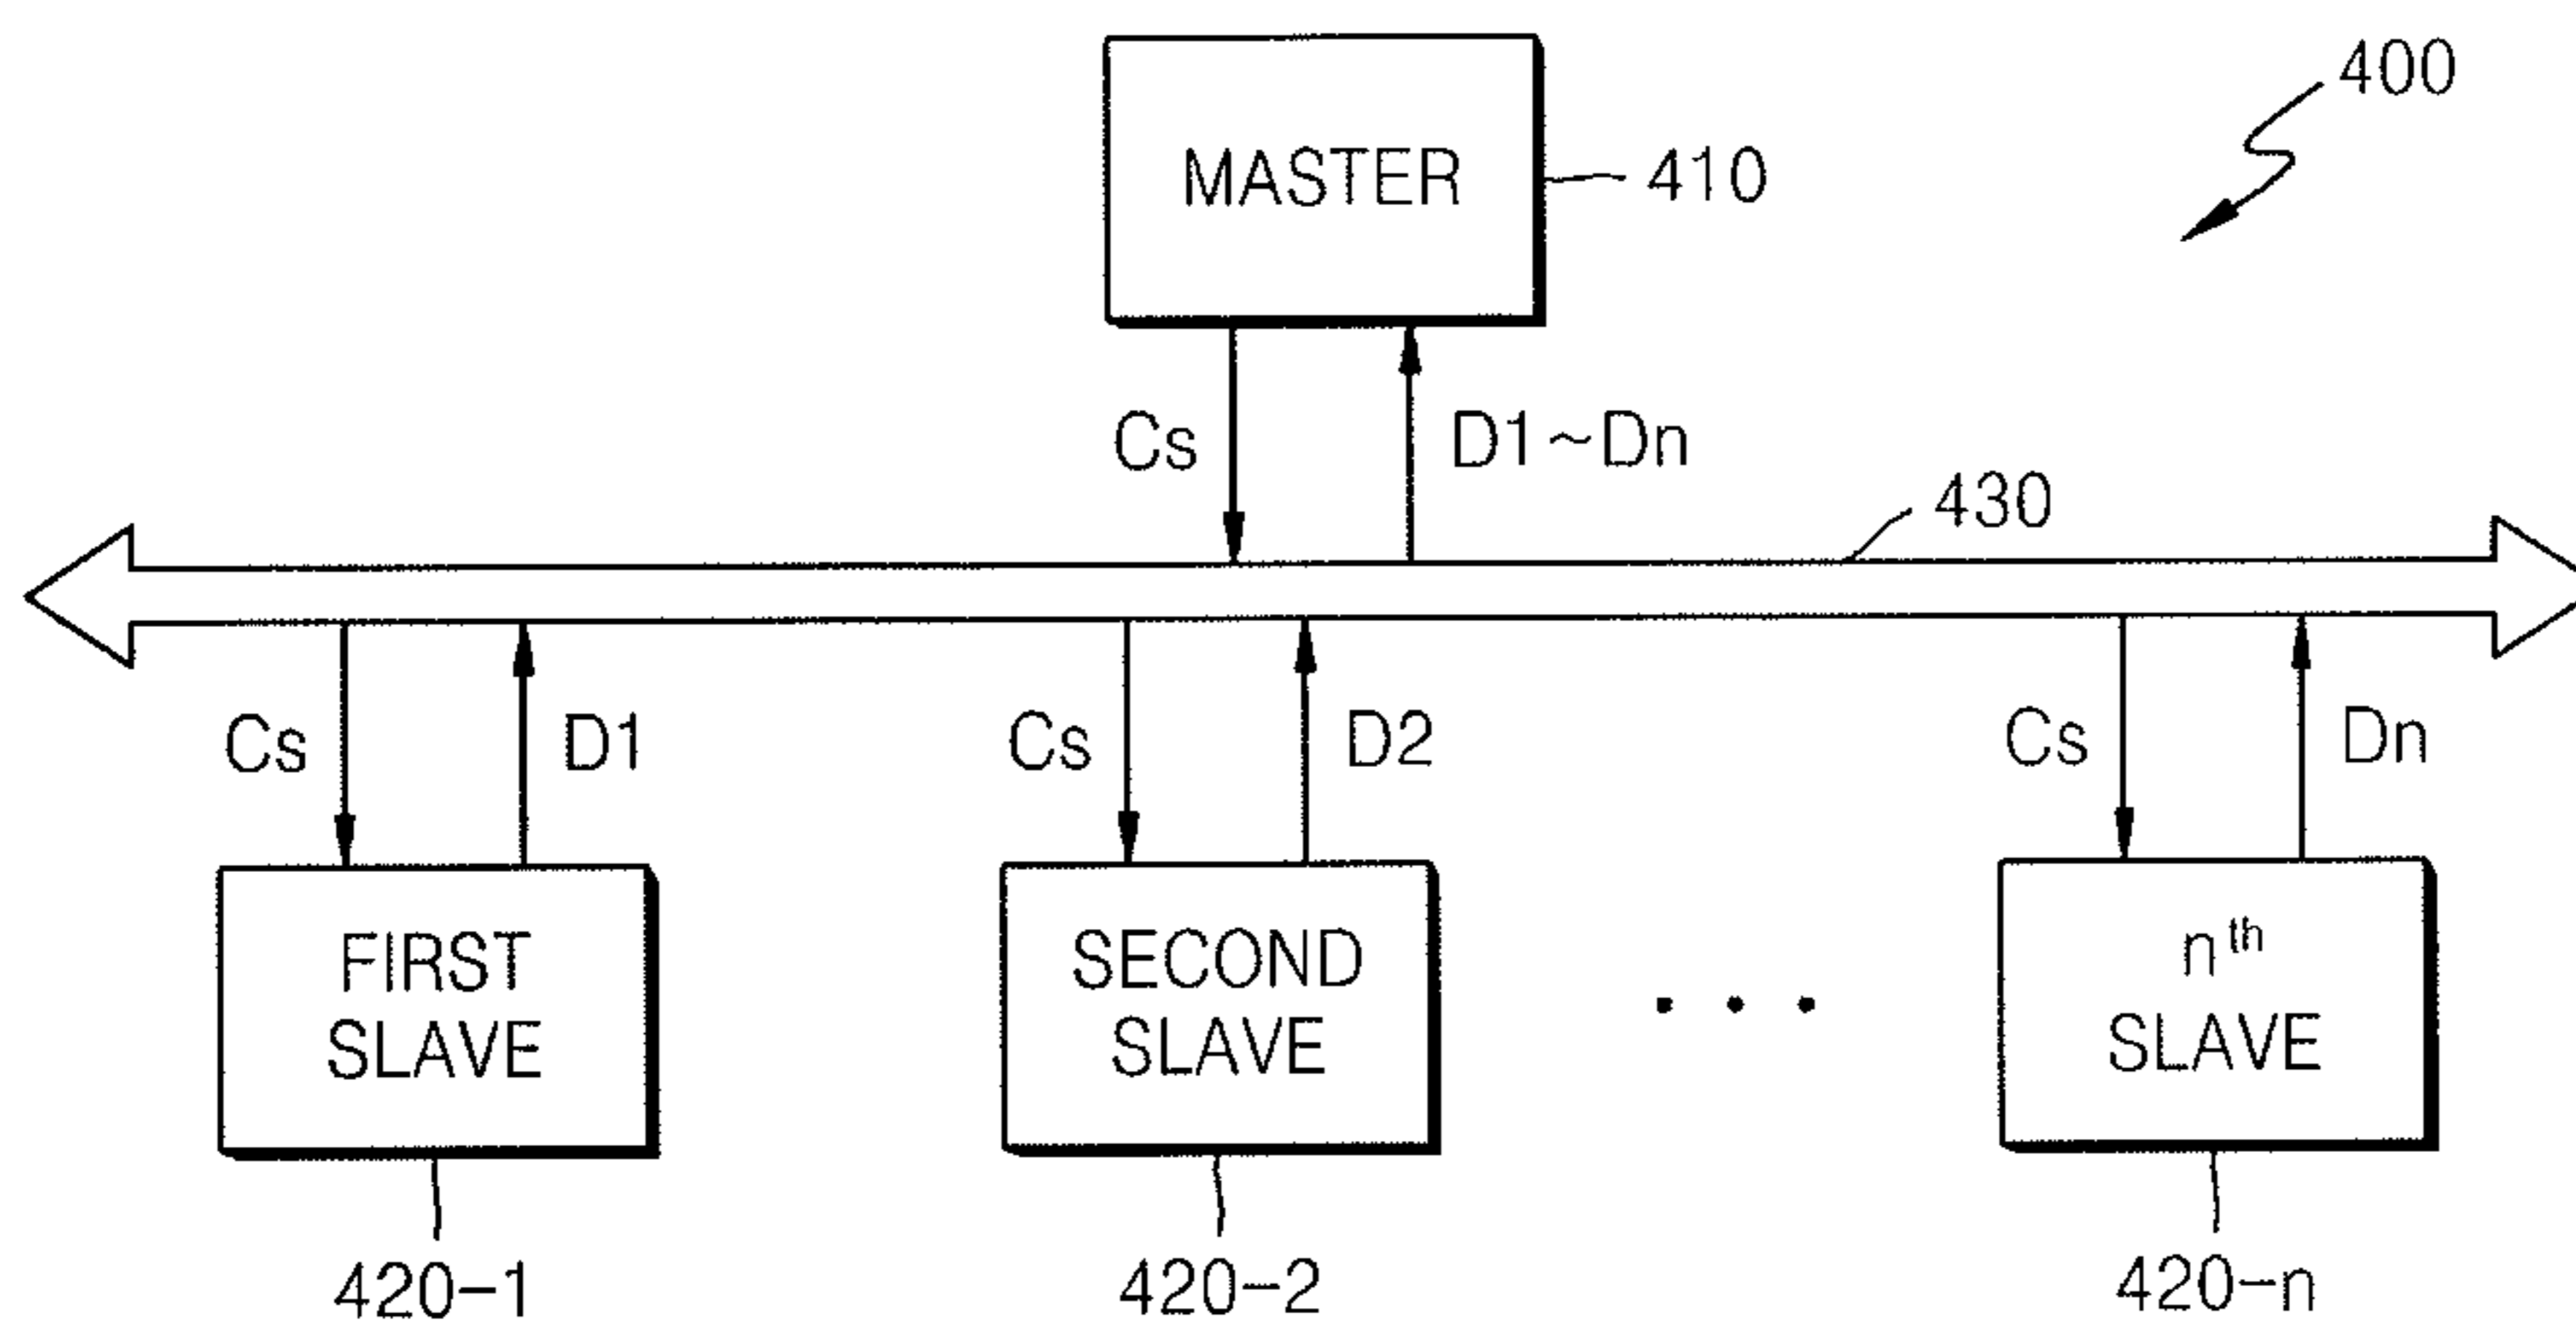 400
MASTER
410
Cs
D1~Dn
430
Cs
D1
Cs
D2
Cs
Dn
FIRST
SLAVE
SECOND
SLAVE
nth
SLAVE
420-1
420-2
420-n